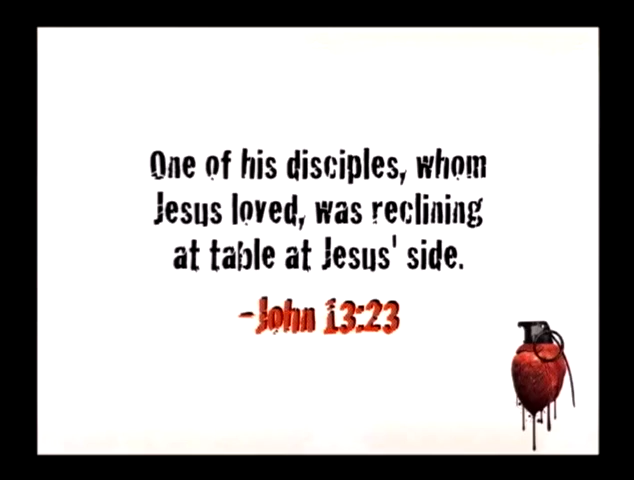 One of his disciples, whom
Jesus loved, was reclining
at table at Jesus' side.
-John 13:23